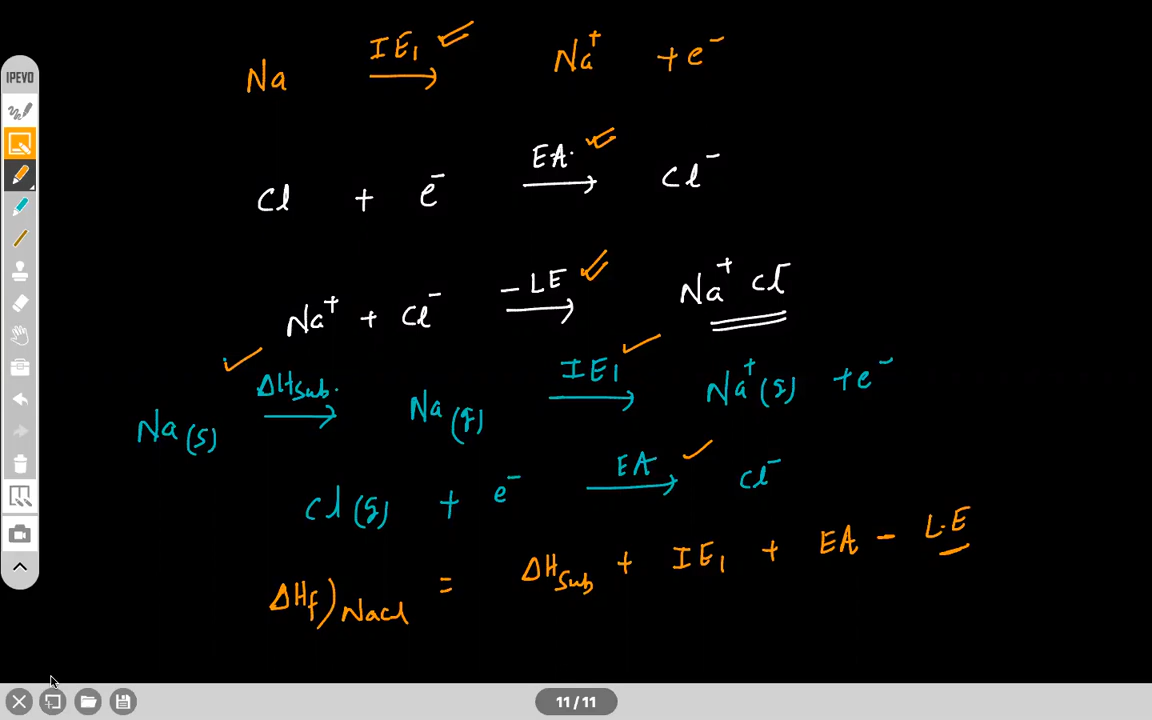 IPEVO
Na IE₁ → Na⁺ + e⁻
Cl + e⁻ EA. → Cl⁻
Na⁺ + Cl⁻ –LE → Na⁺ Cl⁻
Na(s) ΔHsub. → Na(g) IE₁ → Na⁺(g) + e⁻
Cl(g) + e⁻ EA → Cl⁻
ΔHf)NaCl = ΔHSub + IE₁ + EA – L.E
11/11